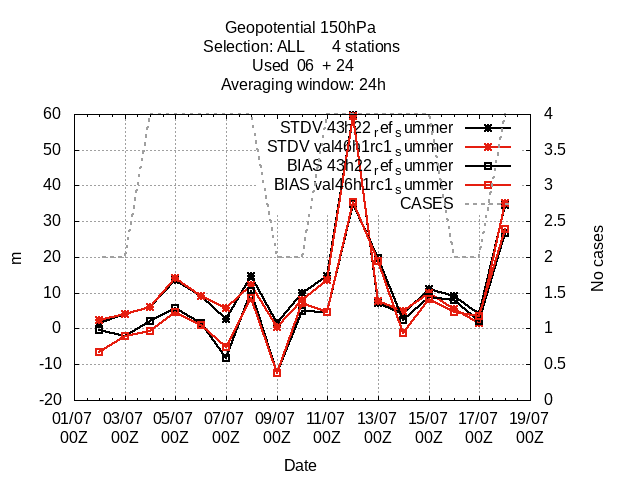 Geopotential 150hPa
Selection: ALL 4 stations
Used 06 + 24
Averaging window: 24h
STDV 43h22_ref_summer
STDV val46h1rc1_summer
BIAS 43h22_ref_summer
BIAS val46h1rc1_summer
CASES
60
50
40
30
20
10
0
-10
-20
m
4
3.5
3
2.5
2
1.5
1
0.5
0
No cases
01/07 03/07 05/07 07/07 09/07 11/07 13/07 15/07 17/07 19/07
00Z 00Z 00Z 00Z 00Z 00Z 00Z 00Z 00Z 00Z
Date